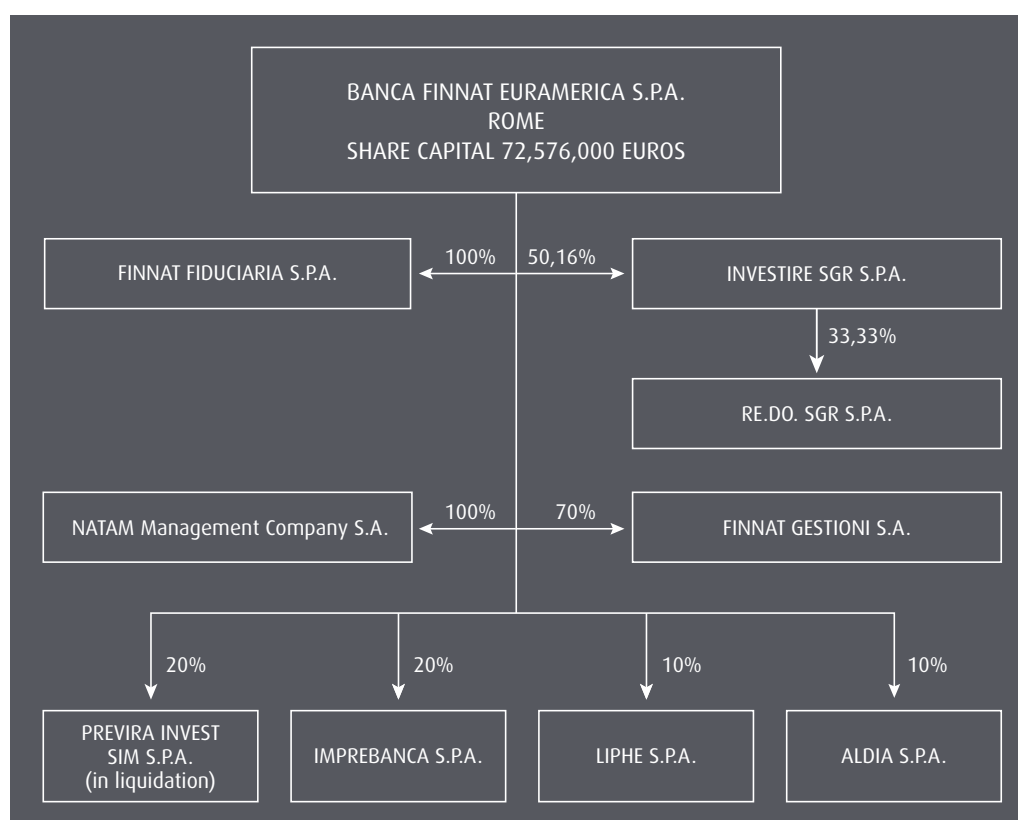 BANCA FINNAT EURAMERICA S.P.A.
ROME
SHARE CAPITAL 72,576,000 EUROS
FINNAT FIDUCIARIA S.P.A.
100%
50,16%
INVESTIRE SGR S.P.A.
33,33%
RE.DO. SGR S.P.A.
NATAM Management Company S.A.
100%
70%
FINNAT GESTIONI S.A.
20%
20%
10%
10%
PREVIRA INVEST
SIM S.P.A.
(in liquidation)
IMPREBANCA S.P.A.
LIPHE S.P.A.
ALDIA S.P.A.